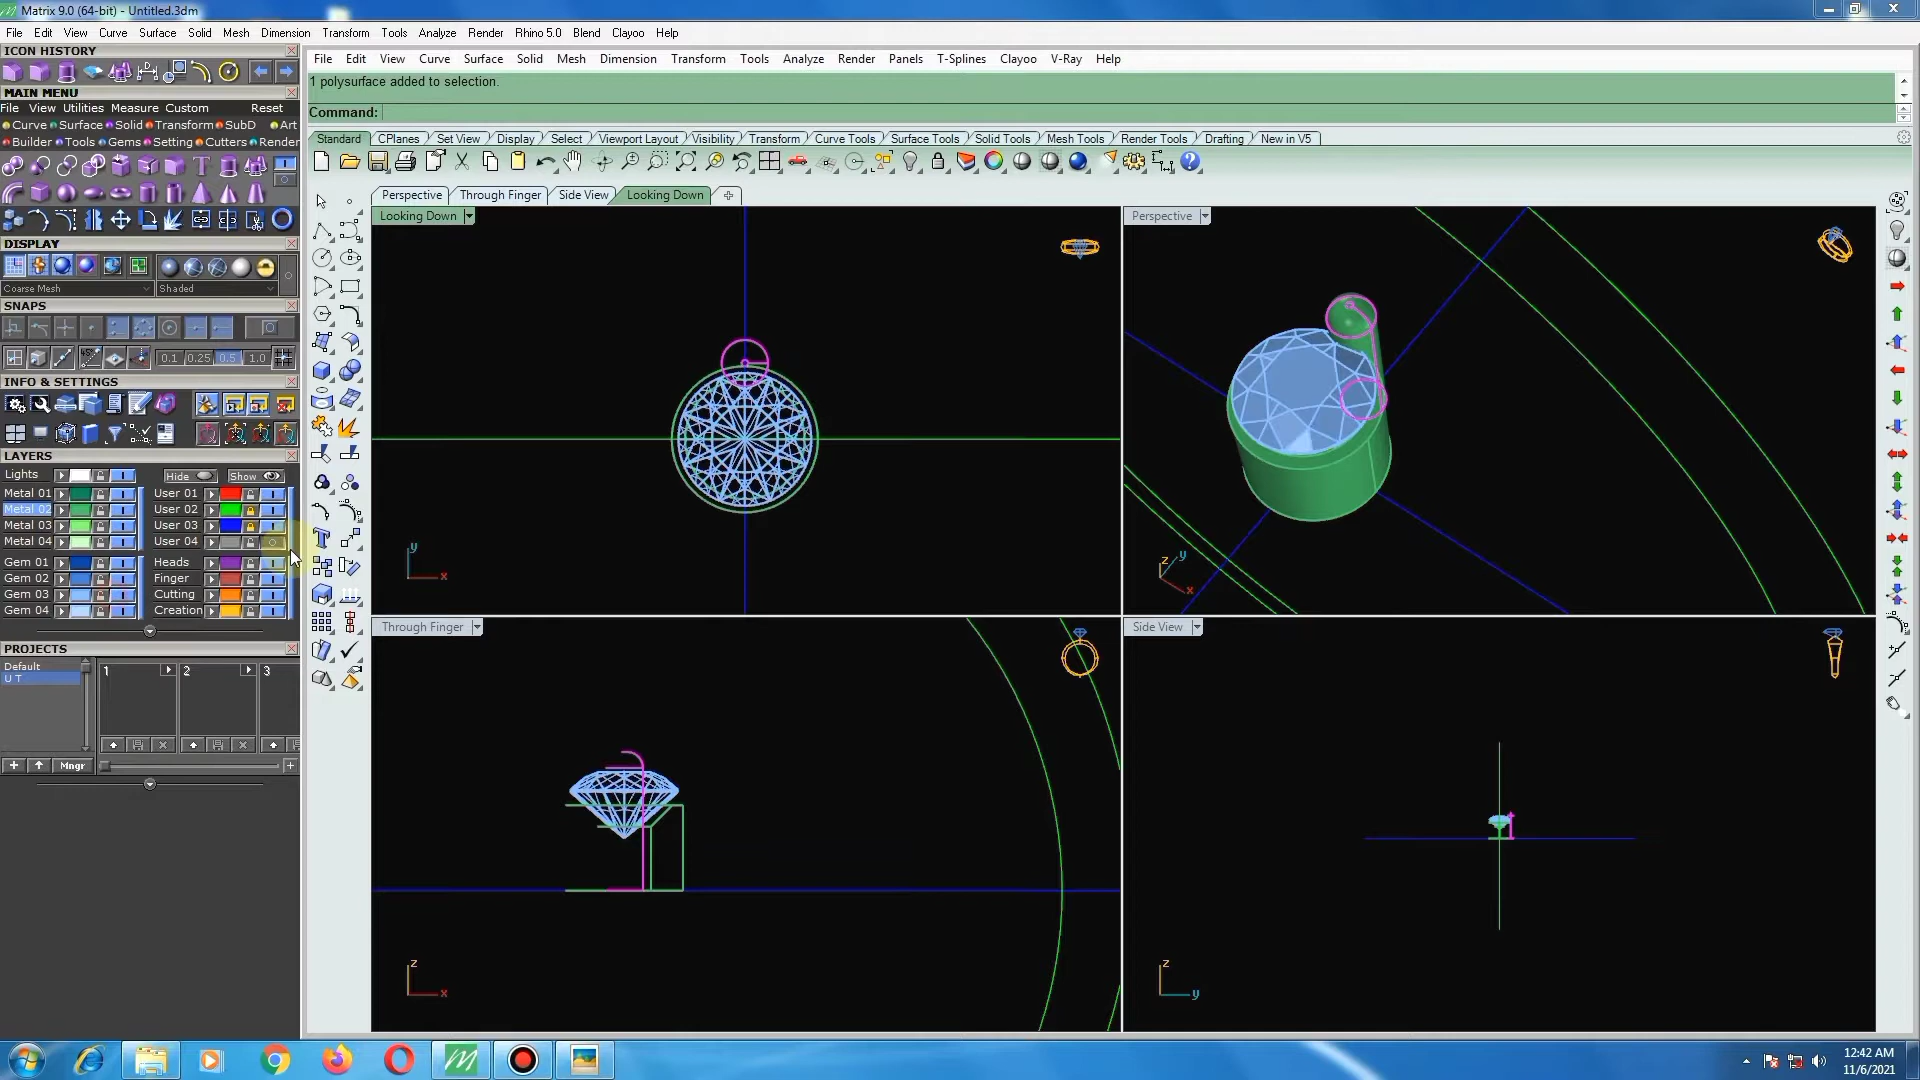 Matrix 9.0 (64-bit) - Untitled.3dm
File Edit View Curve Surface Solid Mesh Dimension Transform Tools Analyze Render Rhino 5.0 Blend Clayoo Help
ICON HISTORY
MAIN MENU
File View Utilities Measure Custom Reset
Curve Surface Solid Transform SubD Art
Builder Tools Gems Setting Cutters Render
DISPLAY
Coarse Mesh Shaded
SNAPS
0.1 0.25 0.5 1.0
INFO & SETTINGS
LAYERS
Lights Hide Show
Metal 01 User 01
Metal 02 User 02
Metal 03 User 03
Metal 04 User 04
Gem 01 Heads
Gem 02 Finger
Gem 03 Cutting
Gem 04 Creation
PROJECTS
Default
U T
1 2 3
Mngr
File Edit View Curve Surface Solid Mesh Dimension Transform Tools Analyze Render Panels T-Splines Clayoo V-Ray Help
1 polysurface added to selection.
Command:
Standard CPlanes Set View Display Select Viewport Layout Visibility Transform Curve Tools Surface Tools Solid Tools Mesh Tools Render Tools Drafting New in V5
Perspective Through Finger Side View Looking Down
Looking Down
y
x
Perspective
z
y
x
Through Finger
z
x
Side View
z
y
12:42 AM
11/6/2021